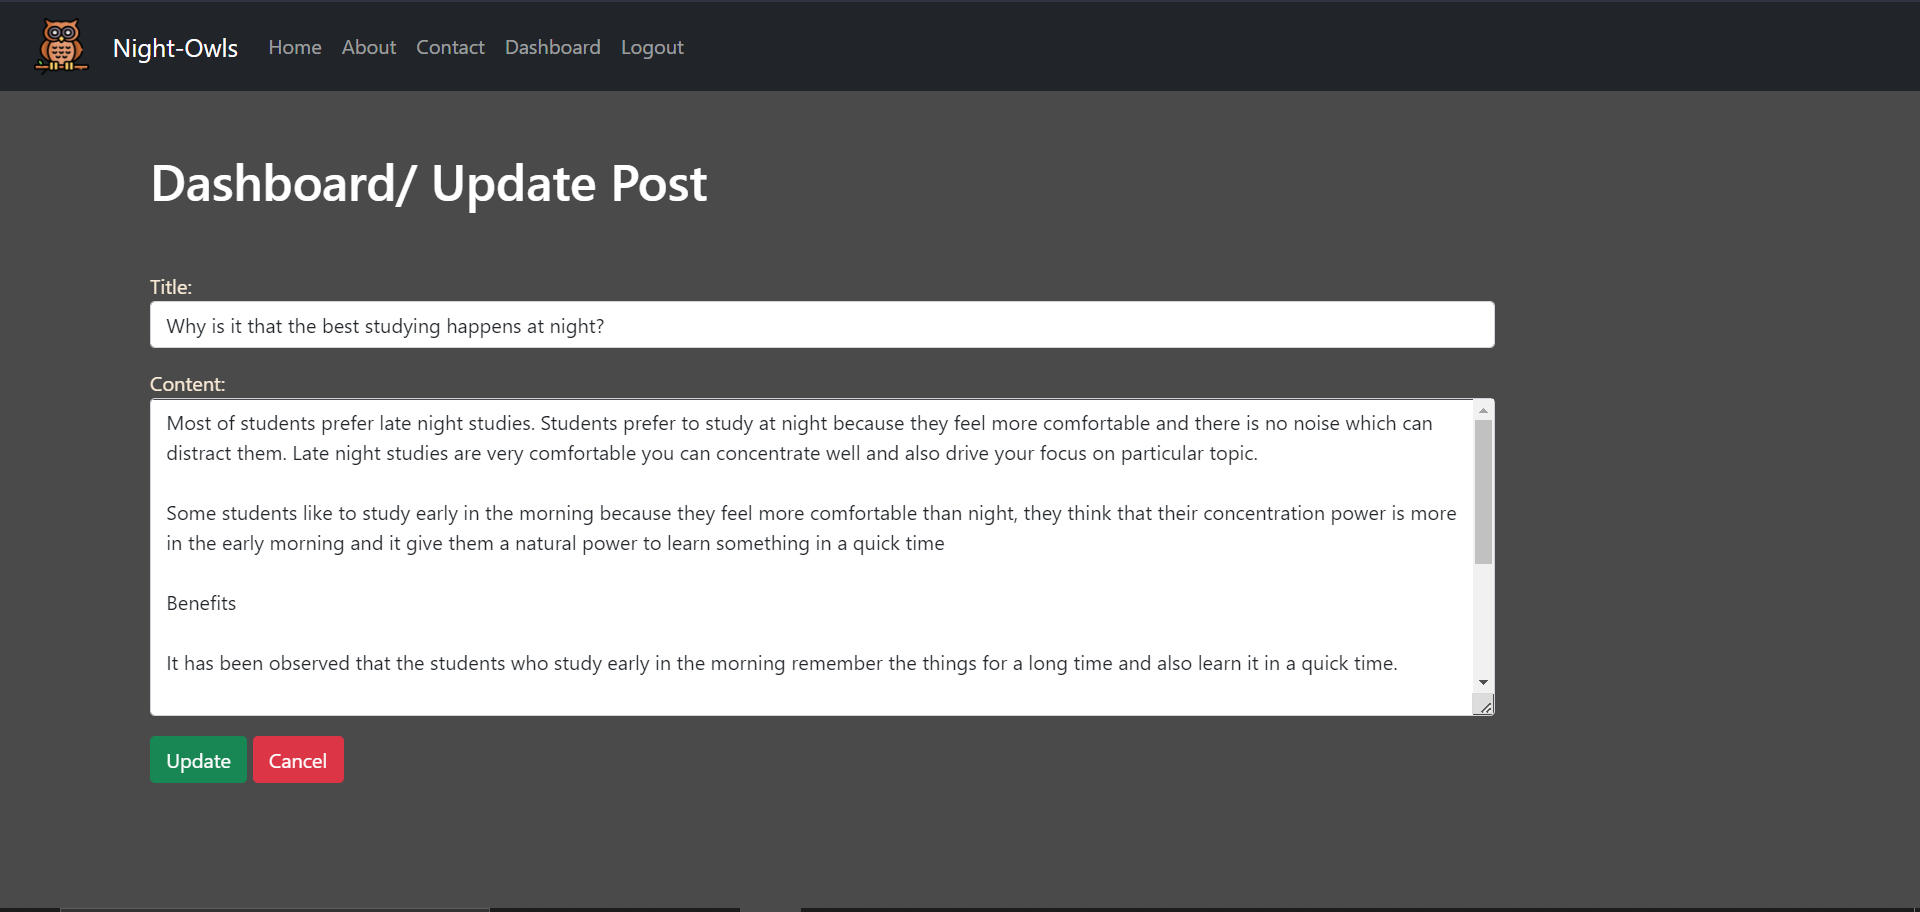 Night-Owls Home About Contact Dashboard Logout
Dashboard/ Update Post
Title:
Why is it that the best studying happens at night?
Content:
Most of students prefer late night studies. Students prefer to study at night because they feel more comfortable and there is no noise which can
distract them. Late night studies are very comfortable you can concentrate well and also drive your focus on particular topic.
Some students like to study early in the morning because they feel more comfortable than night, they think that their concentration power is more
in the early morning and it give them a natural power to learn something in a quick time
Benefits
It has been observed that the students who study early in the morning remember the things for a long time and also learn it in a quick time.
Update Cancel